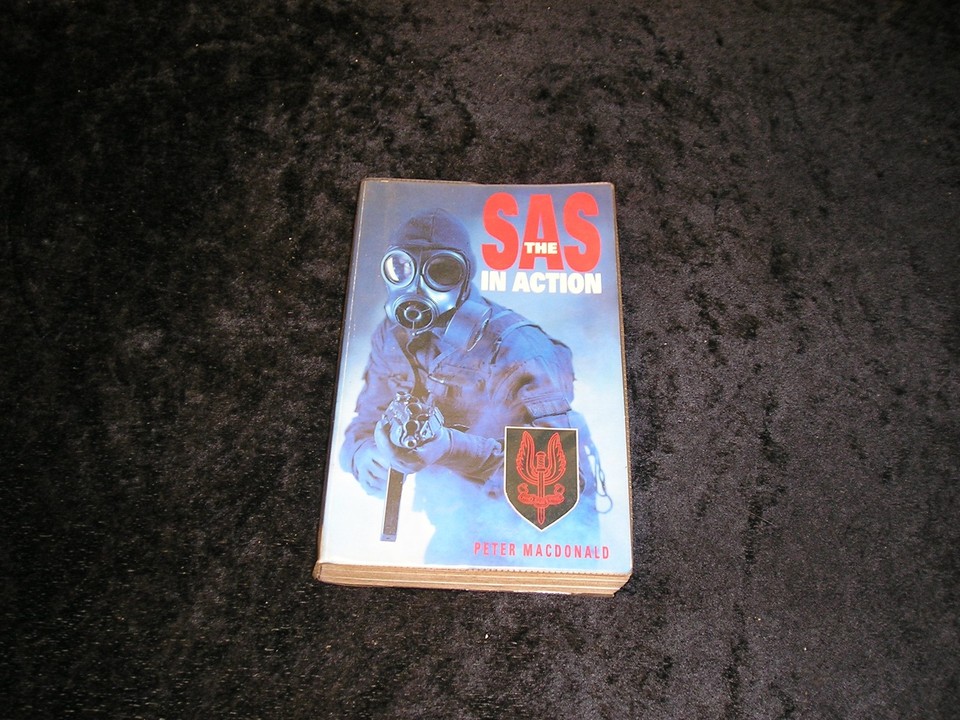 THE
SAS
IN ACTION
PETER MACDONALD